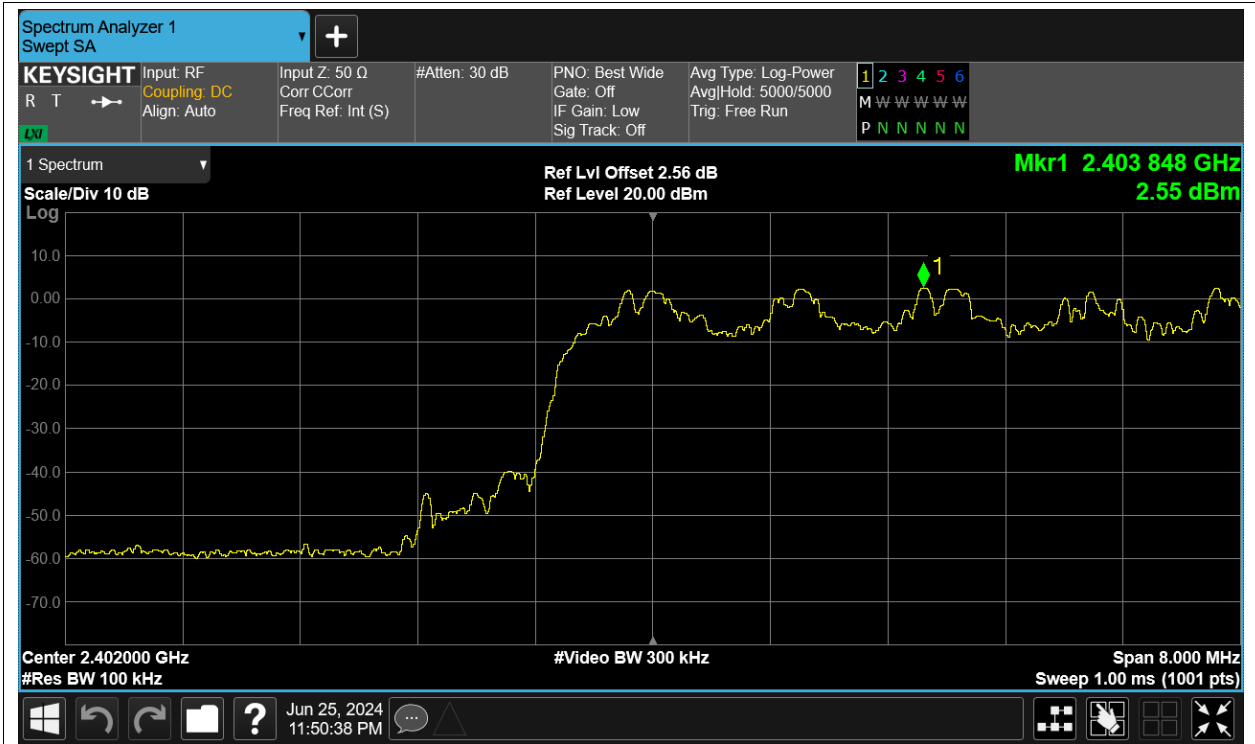 Spectrum Analyzer 1
Swept SA
KEYSIGHT
R T
LXI
Input: RF
Coupling: DC
Align: Auto
Input Z: 50 Ω
Corr CCorr
Freq Ref: Int (S)
#Atten: 30 dB
PNO: Best Wide
Gate: Off
IF Gain: Low
Sig Track: Off
Avg Type: Log-Power
Avg|Hold: 5000/5000
Trig: Free Run
1 2 3 4 5 6
M W W W W W
P N N N N N
1 Spectrum
Scale/Div 10 dB
Log
Ref Lvl Offset 2.56 dB
Ref Level 20.00 dBm
Mkr1 2.403 848 GHz
2.55 dBm
10.0
0.00
-10.0
-20.0
-30.0
-40.0
-50.0
-60.0
-70.0
1
Center 2.402000 GHz
#Res BW 100 kHz
#Video BW 300 kHz
Span 8.000 MHz
Sweep 1.00 ms (1001 pts)
?
Jun 25, 2024
11:50:38 PM